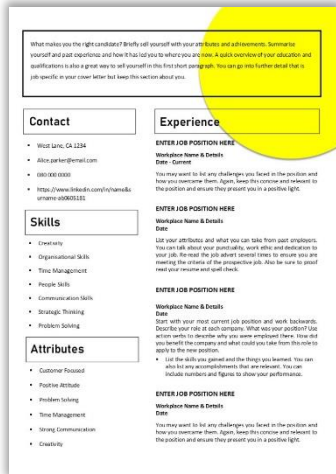 What makes you the right candidate? Briefly sell yourself with your attributes and achievements. Summarise
yourself and past experience and how it has led you to where you are now. A quick overview of your education and
qualifications is also a great way to sell yourself in this first short paragraph. You can go into further detail that is
job specific in your cover letter but keep this section about you.
Contact
West Lane, CA 1234
Alice.parker@email.com
080 000 0000
https://www.linkedin.com/in/name&s
urname-ab0605181
Skills
Creativity
Organisational Skills
Time Management
People Skills
Communication Skills
Strategic Thinking
Problem Solving
Attributes
Customer Focused
Positive Attitude
Problem Solving
Time Management
Strong Communication
Creativity
Experience
ENTER JOB POSITION HERE
Workplace Name & Details
Date - Current
You may want to list any challenges you faced in the position and
how you overcame them. Again, keep this concise and relevant to
the position and ensure they present you in a positive light.
ENTER JOB POSITION HERE
Workplace Name & Details
Date
List your attributes and what you can take from past employers.
You can talk about your punctuality, work ethic and dedication to
your job. Re-read the job advert several times to ensure you are
meeting the criteria of the prospective job. Also be sure to proof
read your resume and spell check.
ENTER JOB POSITION HERE
Workplace Name & Details
Date
Start with your most current job position and work backwards.
Describe your role at each company. What was your position? Use
action verbs to describe why you were employed there. How did
you benefit the company and what could you take from this role to
apply to the new position.
List the skills you gained and the things you learned. You can
also list any accomplishments that are relevant. You can
include numbers and figures to show your performance.
ENTER JOB POSITION HERE
Workplace Name & Details
Date
You may want to list any challenges you faced in the position and
how you overcame them. Again, keep this concise and relevant to
the position and ensure they present you in a positive light.